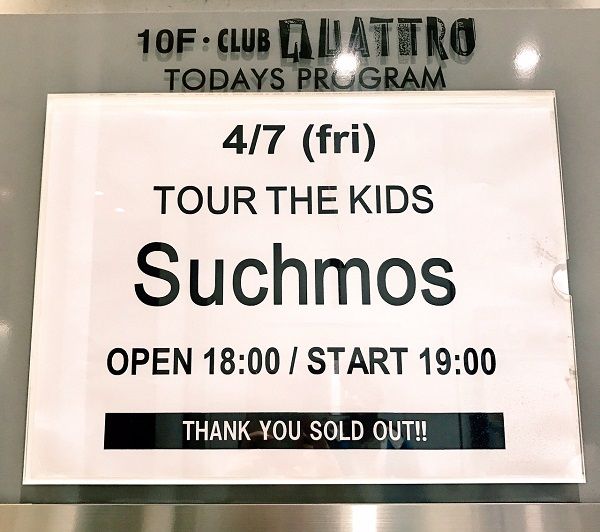 10F・CLUB QUATTRO
TODAYS PROGRAM
4/7 (fri)
TOUR THE KIDS
Suchmos
OPEN 18:00 / START 19:00
THANK YOU SOLD OUT!!